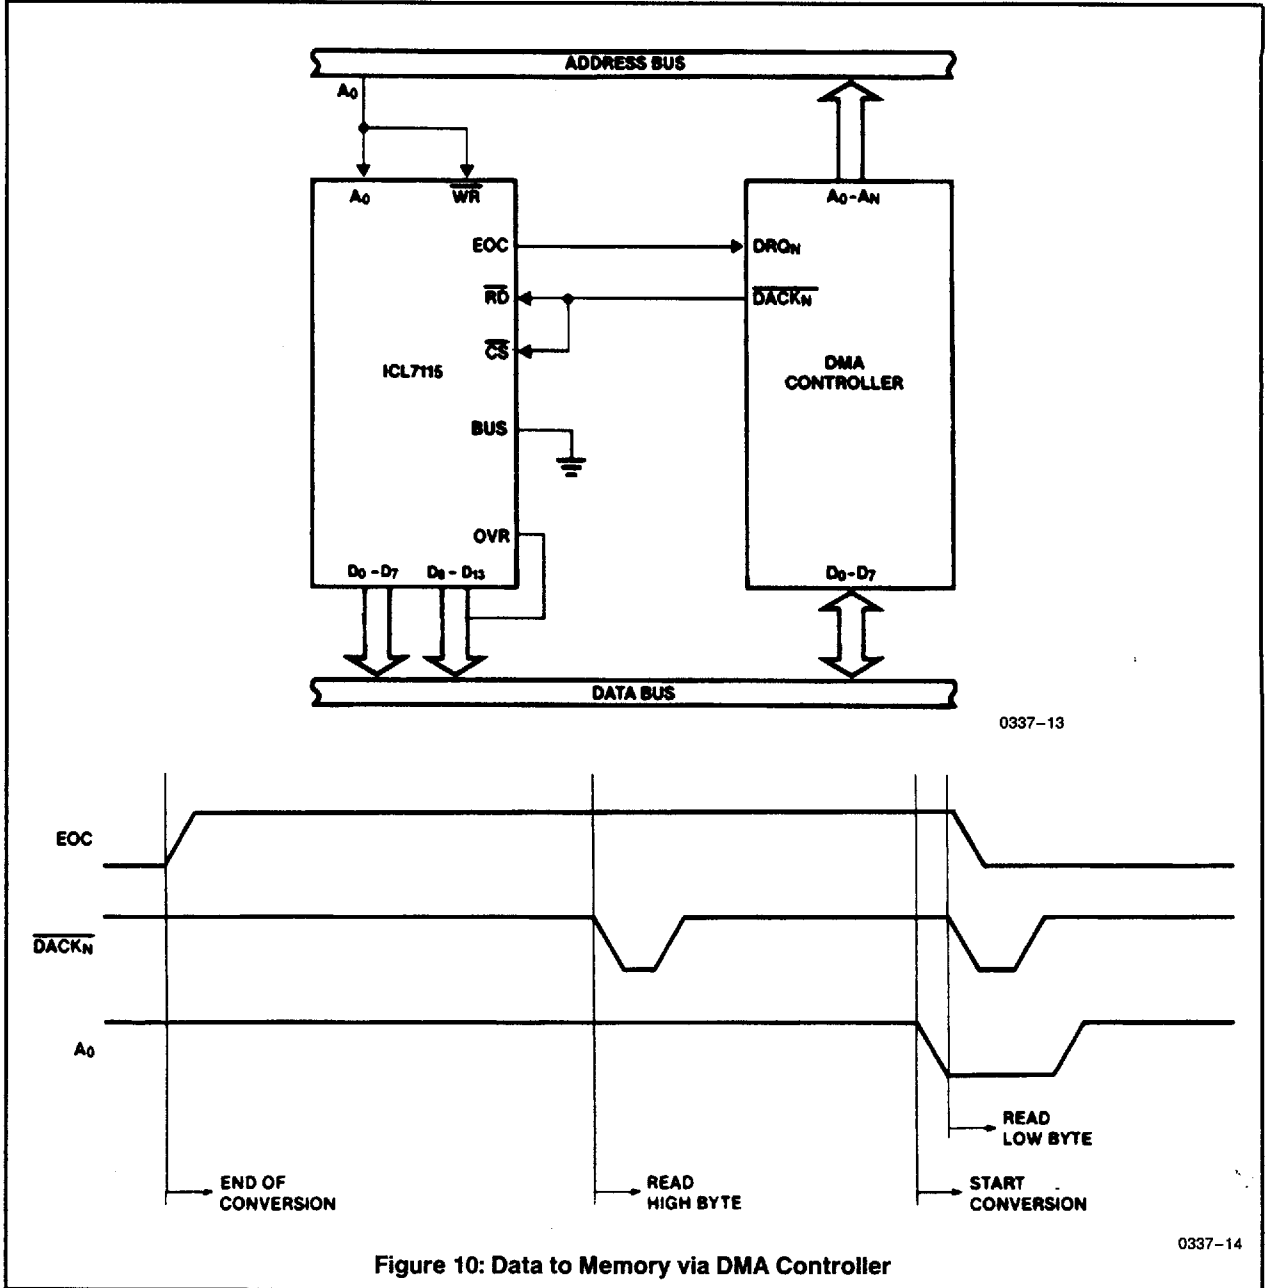 ADDRESS BUS
A0
A0
WR
A0-AN
EOC
DRQN
RD
DACKN
CS
ICL7115
DMA
CONTROLLER
BUS
OVR
D0-D7
D8-D13
D0-D7
DATA BUS
0337-13
EOC
DACKN
A0
READ
LOW BYTE
END OF
CONVERSION
READ
HIGH BYTE
START
CONVERSION
0337-14
Figure 10: Data to Memory via DMA Controller